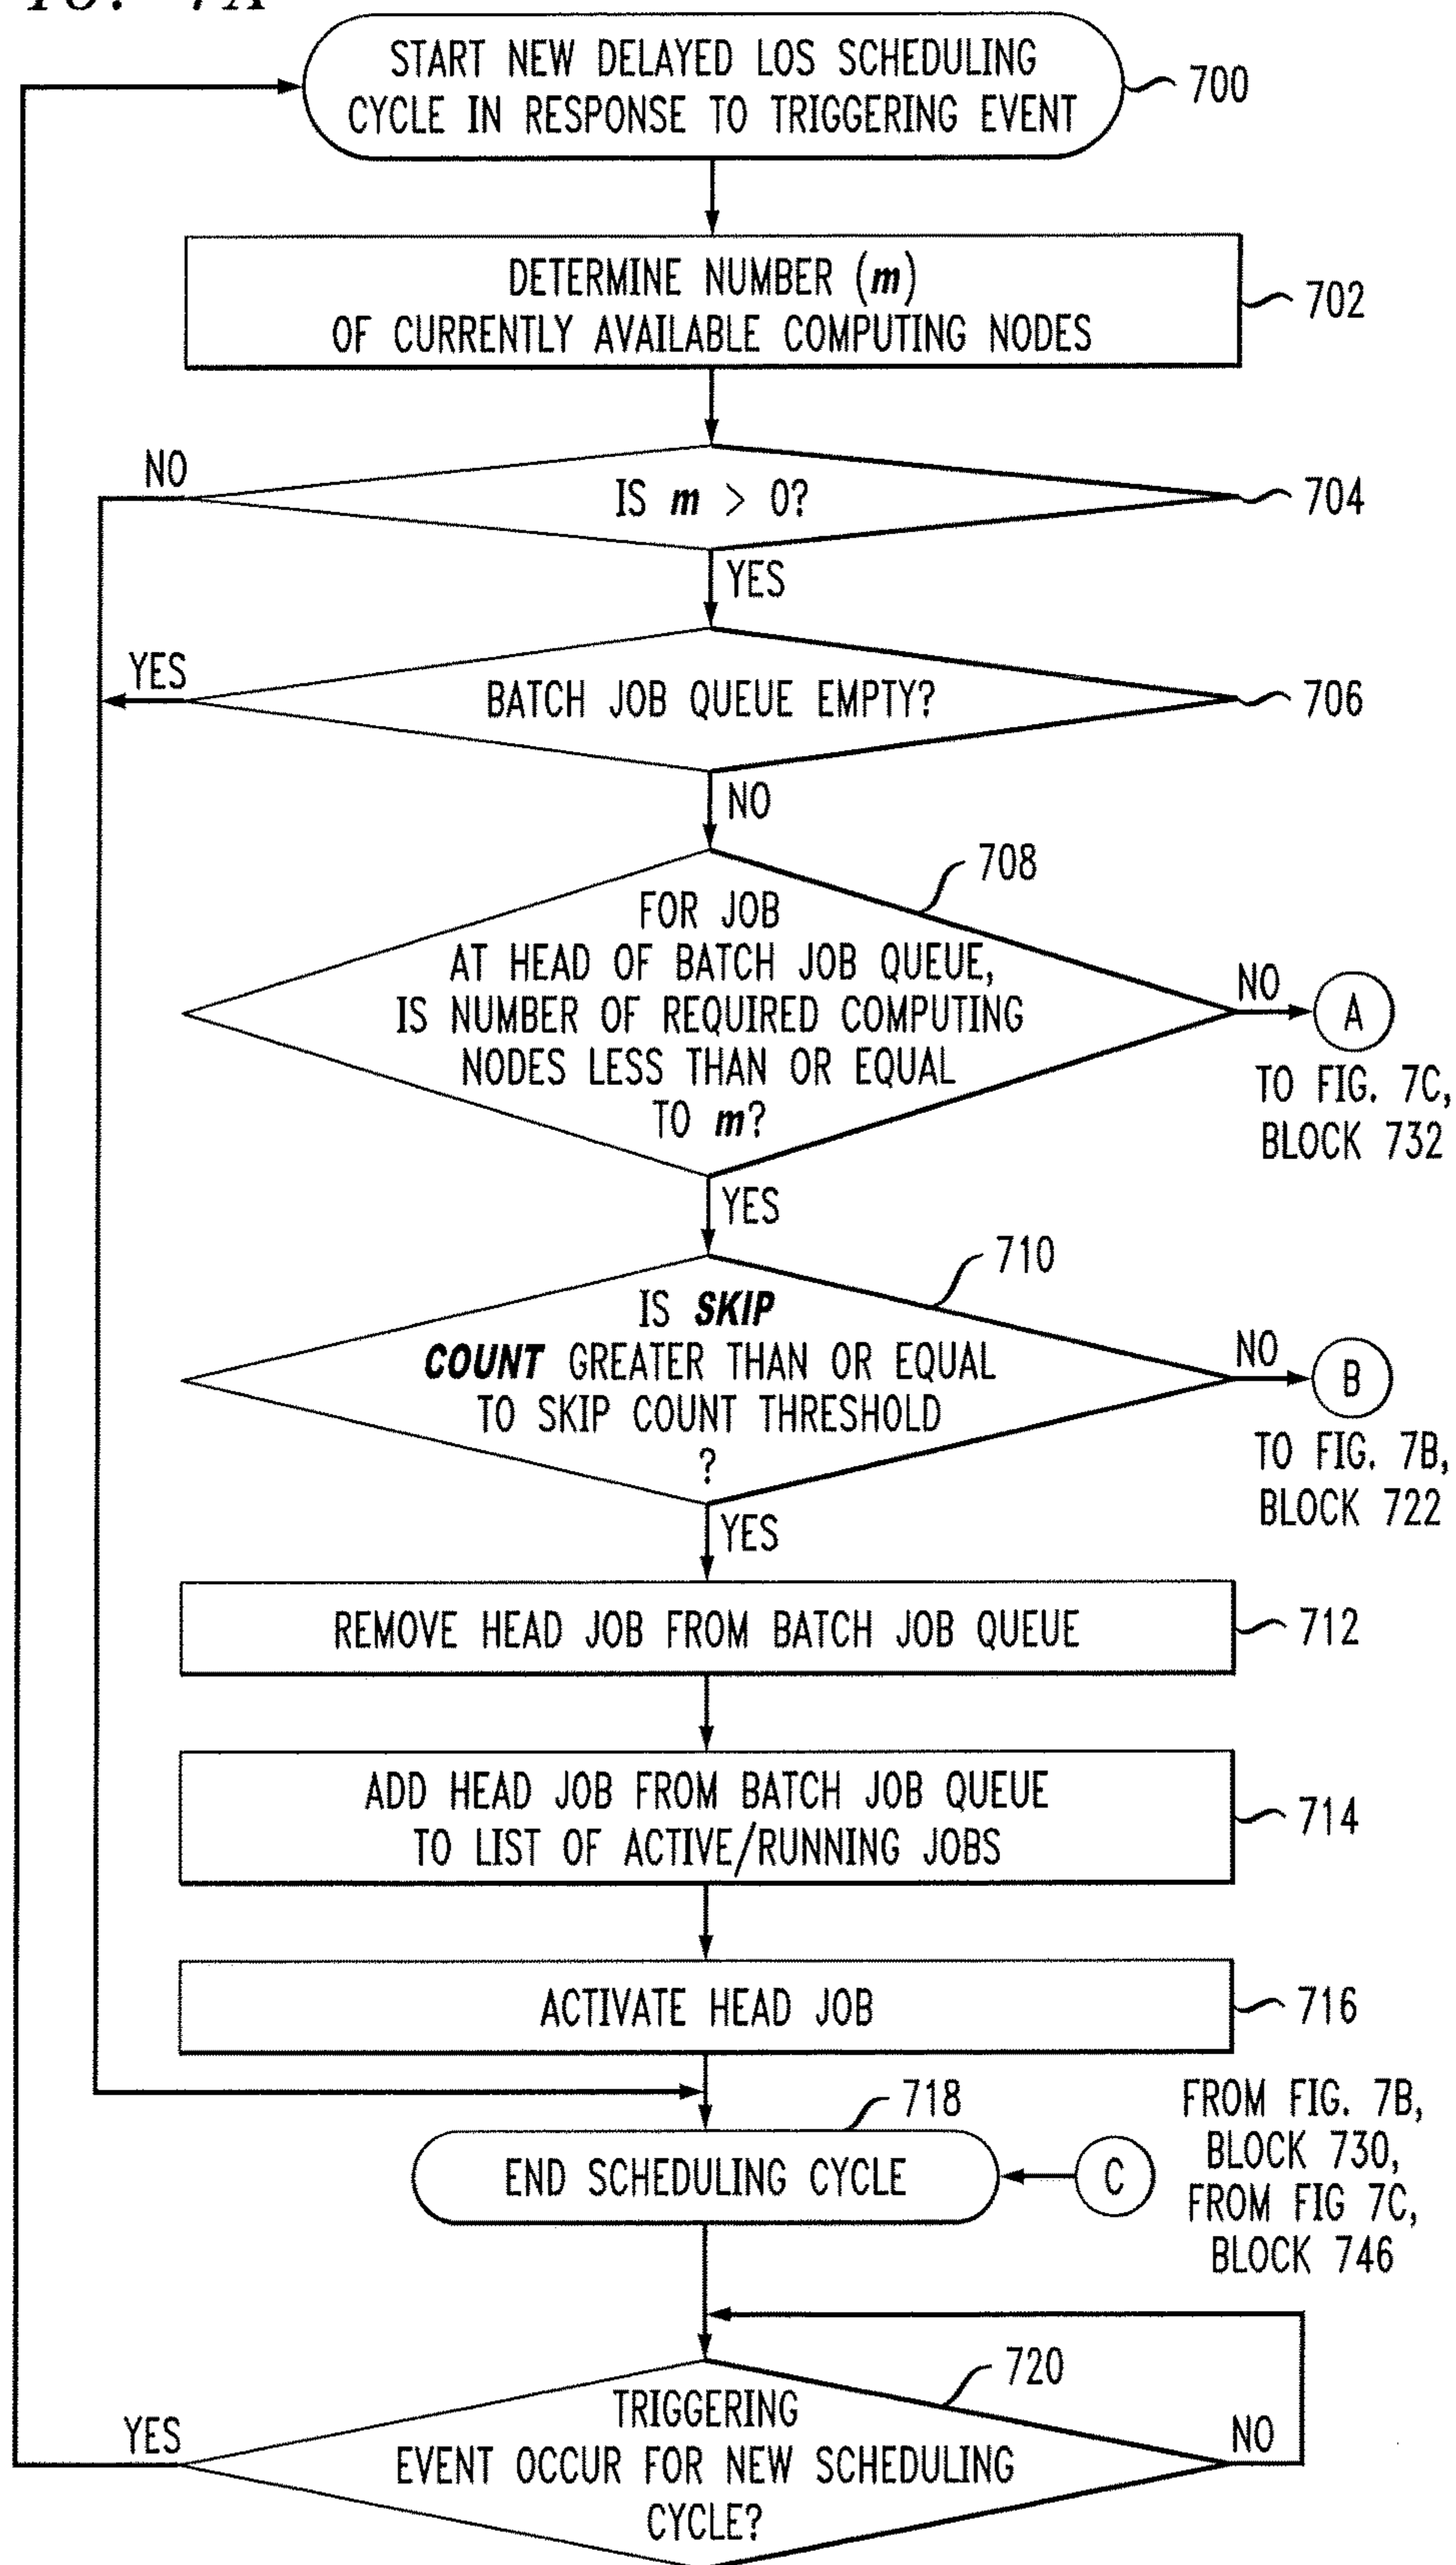 7A
START NEW DELAYED LOS SCHEDULING
CYCLE IN RESPONSE TO TRIGGERING EVENT
700
DETERMINE NUMBER (m)
OF CURRENTLY AVAILABLE COMPUTING NODES
702
NO
IS m > 0?
704
YES
YES
BATCH JOB QUEUE EMPTY?
706
NO
708
FOR JOB
AT HEAD OF BATCH JOB QUEUE,
IS NUMBER OF REQUIRED COMPUTING
NODES LESS THAN OR EQUAL
TO m?
NO
A
TO FIG. 7C,
BLOCK 732
YES
710
IS SKIP
COUNT GREATER THAN OR EQUAL
TO SKIP COUNT THRESHOLD
?
NO
B
TO FIG. 7B,
BLOCK 722
YES
REMOVE HEAD JOB FROM BATCH JOB QUEUE
712
ADD HEAD JOB FROM BATCH JOB QUEUE
TO LIST OF ACTIVE/RUNNING JOBS
714
ACTIVATE HEAD JOB
716
718
END SCHEDULING CYCLE
C
FROM FIG. 7B,
BLOCK 730,
FROM FIG 7C,
BLOCK 746
720
TRIGGERING
EVENT OCCUR FOR NEW SCHEDULING
CYCLE?
YES
NO